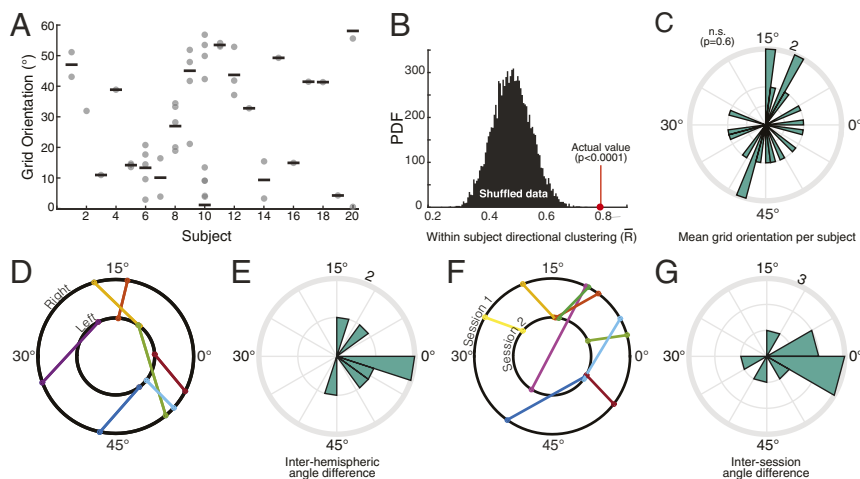 A
Grid Orientation (°)
60
50
40
30
20
10
0
2 4 6 8 10 12 14 16 18 20
Subject
B
PDF
300
200
100
0
0.2 0.4 0.6 0.8
Shuffled data
Actual value
(p<0.0001)
Within subject directional clustering (R̅)
C
n.s.
(p=0.6)
15°
2
2
30°
0°
45°
Mean grid orientation per subject
D
15°
Right
Left
30°
0°
45°
E
15°
2
0°
45°
Inter-hemispheric
angle difference
F
15°
Session 1
Session 2
30°
0°
45°
G
15°
3
30°
0°
45°
Inter-session
angle difference